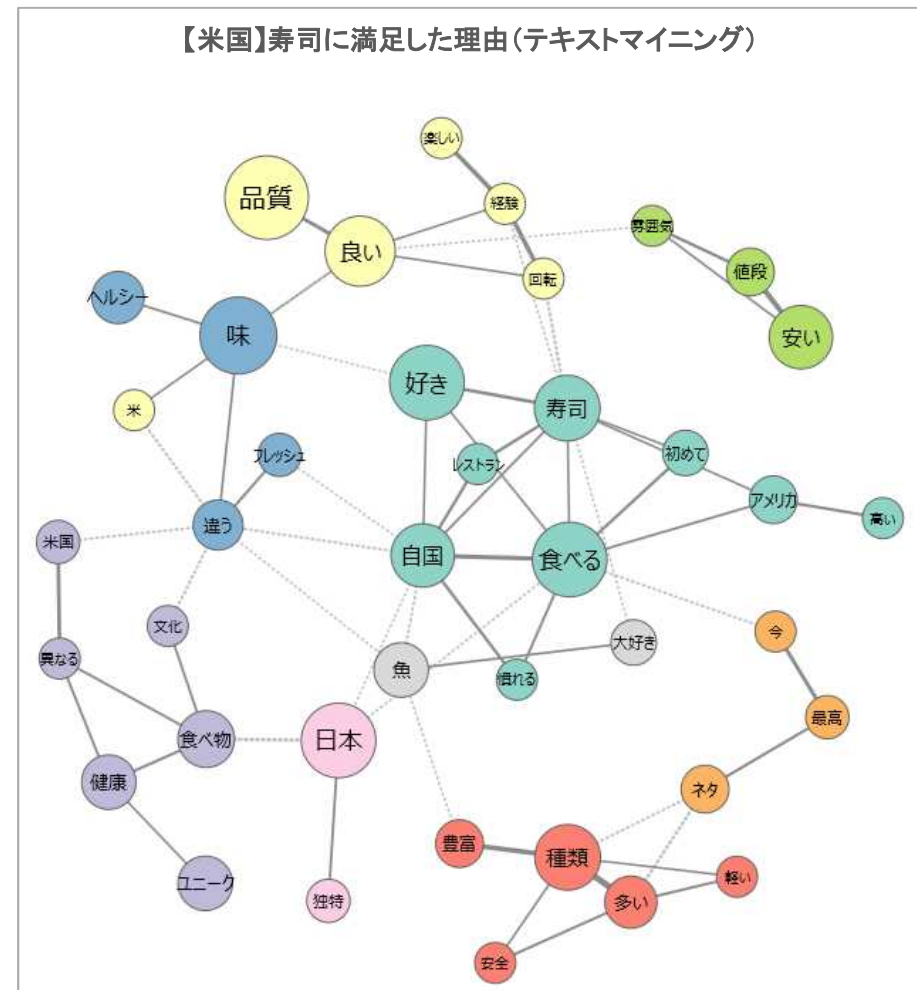 【米国】寿司に満足した理由（テキストマイニング）
楽しい
品質
経験
良い
雰囲気
値段
回転
ヘルシー
味
安い
好き
寿司
米
フレッシュ
レストラン
初めて
アメリカ
高い
違う
米国
自国
食べる
文化
今
大好き
異なる
魚
慣れる
最高
食べ物
日本
健康
ネタ
豊富
種類
軽い
ユニーク
独特
多い
安全